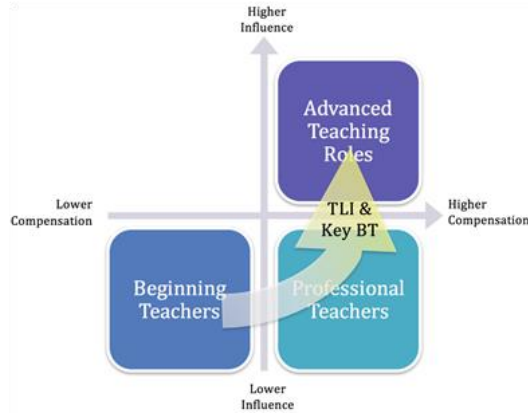 Higher
Influence
Advanced
Teaching
Roles
Lower
Compensation
TLI &
Key BT
Higher
Compensation
Beginning
Teachers
Professional
Teachers
Lower
Influence